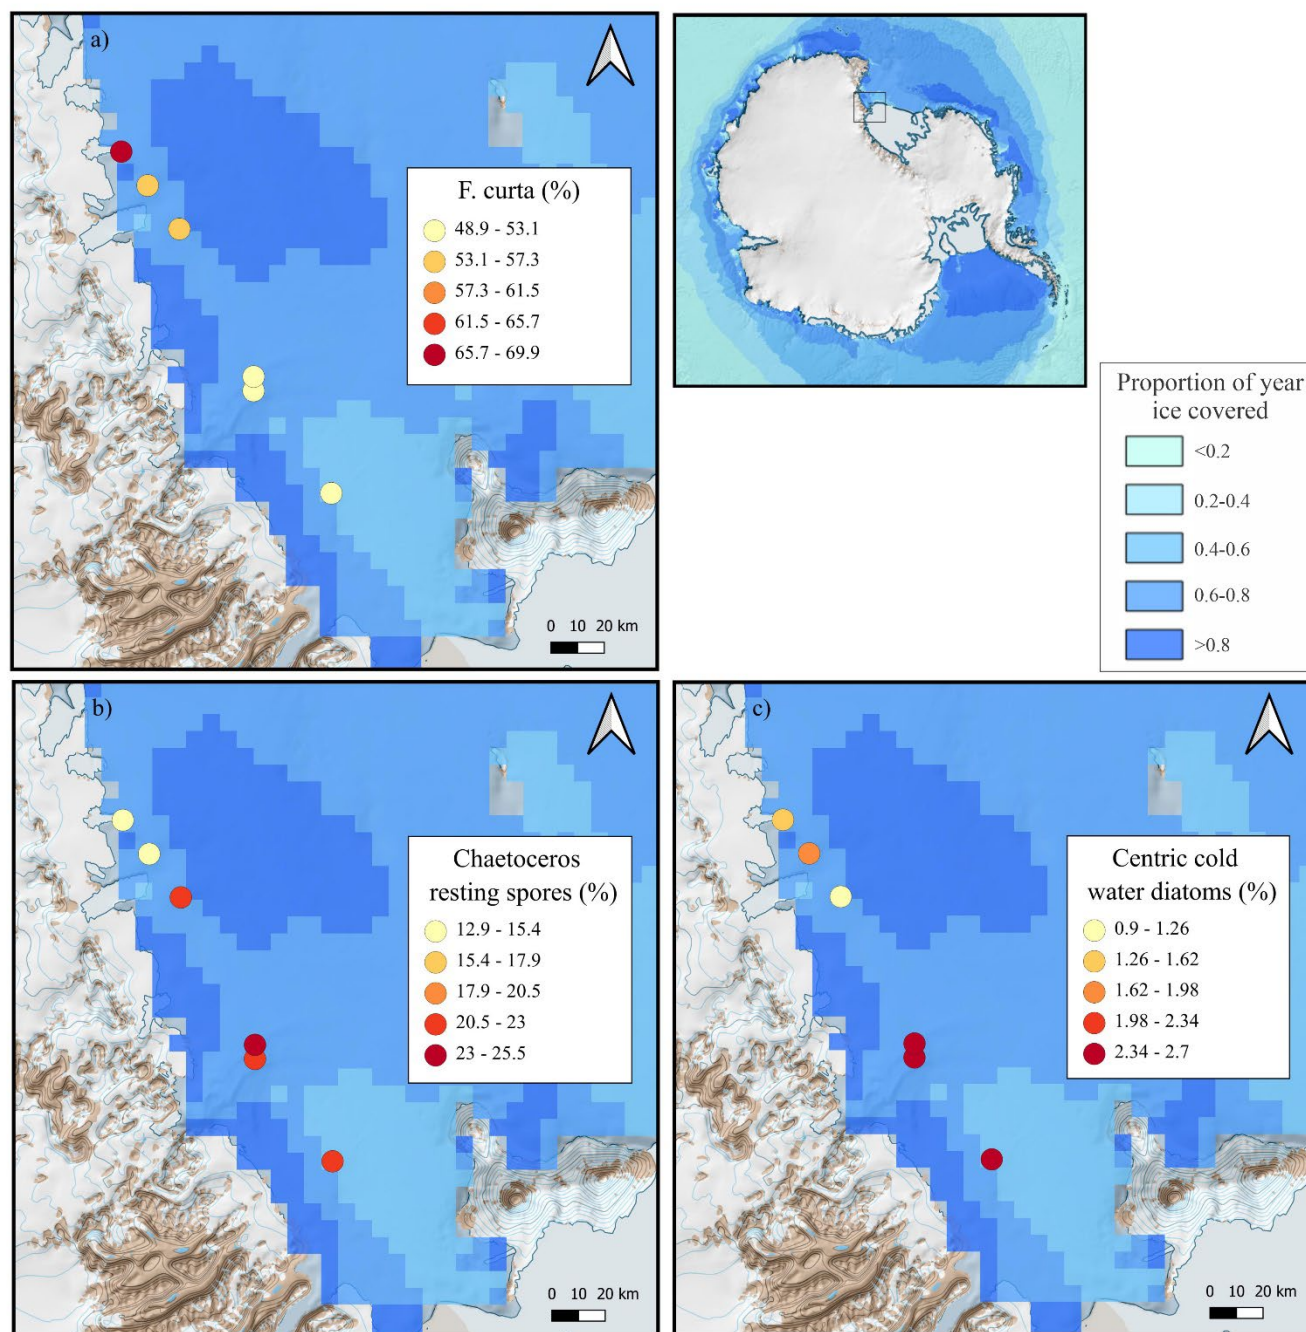 a)
F. curta (%)
48.9 - 53.1
53.1 - 57.3
57.3 - 61.5
61.5 - 65.7
65.7 - 69.9
0 10 20 km
Proportion of year
ice covered
<0.2
0.2-0.4
0.4-0.6
0.6-0.8
>0.8
b)
Chaetoceros
resting spores (%)
12.9 - 15.4
15.4 - 17.9
17.9 - 20.5
20.5 - 23
23 - 25.5
0 10 20 km
c)
Centric cold
water diatoms (%)
0.9 - 1.26
1.26 - 1.62
1.62 - 1.98
1.98 - 2.34
2.34 - 2.7
0 10 20 km